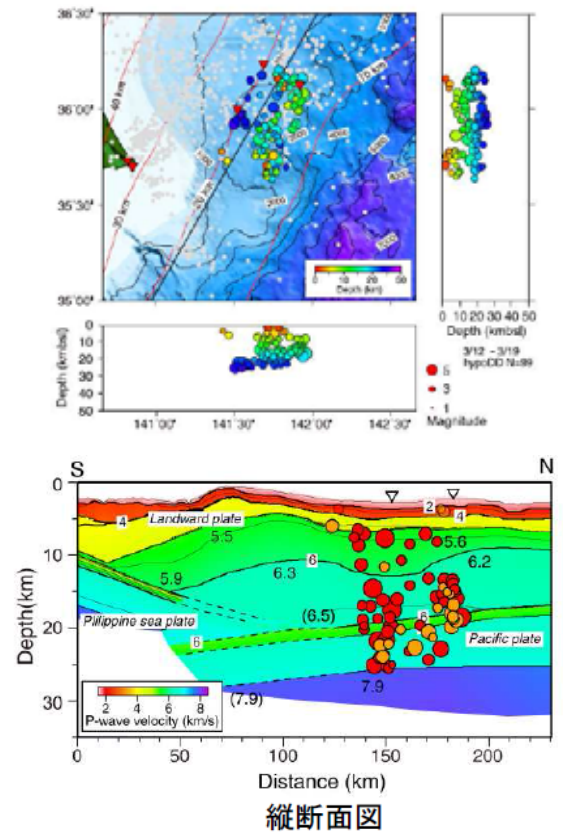 36°30'
36°00'
35°30'
35°00'
40 km
30 km
20 km
10 km
1000
2000
2000
4000
0 25 50
Depth (km)
0 10 20 30 40 50
Depth (kmbsl)
3/12 - 3/19
hypoDD N=99
5
3
1
Magnitude
Depth (kmbsl)
0
10
20
30
40
50
141°00'
141°30'
142°00'
142°30'
S
N
0
10
20
30
Depth(km)
2
4
4
Landward plate
5.5
5.6
5.9
6
6.3
6.2
(6.5)
Pilippine sea plate
6
6
Pacific plate
(7.9)
7.9
2 4 6 8
P-wave velocity (km/s)
0 50 100 150 200
Distance (km)
縦断面図